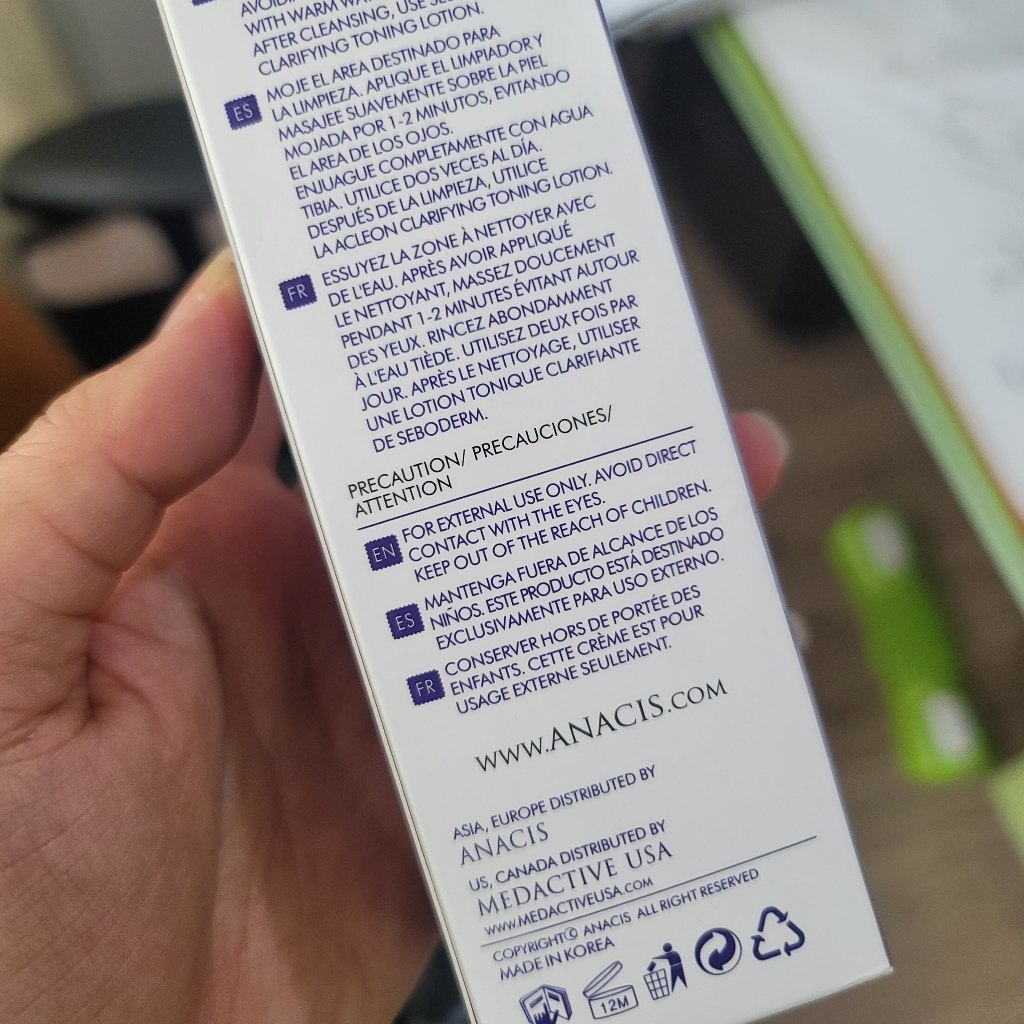 WITH WARM
AFTER CLEANSING, USE
CLARIFYING TONING LOTION.
ES
MOJE EL AREA DESTINADO PARA
LA LIMPIEZA. APLIQUE EL LIMPIADOR Y
MASAJEE SUAVEMENTE SOBRE LA PIEL
MOJADA POR 1-2 MINUTOS, EVITANDO
EL AREA DE LOS OJOS.
ENJUAGUE COMPLETAMENTE CON AGUA
TIBIA. UTILICE DOS VECES AL DÍA.
DESPUÉS DE LA LIMPIEZA, UTILICE
LA ACLEON CLARIFYING TONING LOTION.
FR
ESSUYEZ LA ZONE À NETTOYER AVEC
DE L'EAU. APRÈS AVOIR APPLIQUÉ
LE NETTOYANT, MASSEZ DOUCEMENT
PENDANT 1-2 MINUTES ÉVITANT AUTOUR
DES YEUX. RINCEZ ABONDAMMENT
À L'EAU TIÈDE. UTILISEZ DEUX FOIS PAR
JOUR. APRÈS LE NETTOYAGE, UTILISER
UNE LOTION TONIQUE CLARIFIANTE
DE SEBODERM.
PRECAUTION/ PRECAUCIONES/
ATTENTION
EN
FOR EXTERNAL USE ONLY. AVOID DIRECT
CONTACT WITH THE EYES.
KEEP OUT OF THE REACH OF CHILDREN.
ES
MANTENGA FUERA DE ALCANCE DE LOS
NIÑOS. ESTE PRODUCTO ESTÁ DESTINADO
EXCLUSIVAMENTE PARA USO EXTERNO.
FR
CONSERVER HORS DE PORTÉE DES
ENFANTS. CETTE CRÈME EST POUR
USAGE EXTERNE SEULEMENT.
WWW.ANACIS.COM
ASIA, EUROPE DISTRIBUTED BY
ANACIS
US, CANADA DISTRIBUTED BY
MEDACTIVE USA
WWW.MEDACTIVEUSA.COM
COPYRIGHT© ANACIS ALL RIGHT RESERVED
MADE IN KOREA
12M